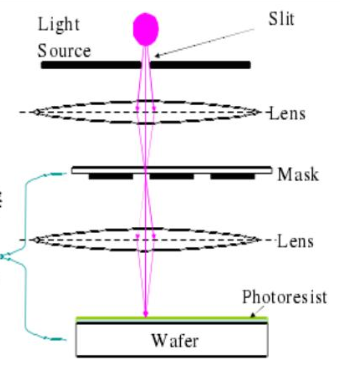 Light
Source
Slit
Lens
Mask
Lens
Photoresist
Wafer